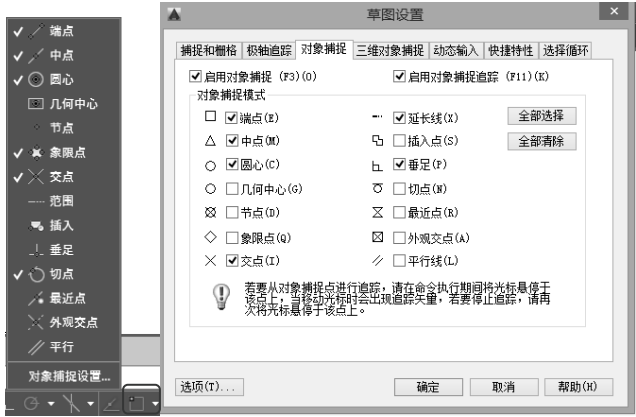 端点
中点
圆心
几何中心
节点
象限点
交点
范围
插入
垂足
切点
最近点
外观交点
平行
对象捕捉设置...
草图设置
捕捉和栅格 极轴追踪 对象捕捉 三维对象捕捉 动态输入 快捷特性 选择循环
启用对象捕捉 (F3)(O) 启用对象捕捉追踪 (F11)(K)
对象捕捉模式
端点(E) 延长线(X) 全部选择
中点(M) 插入点(S) 全部清除
圆心(C) 垂足(P)
几何中心(G) 切点(N)
节点(D) 最近点(R)
象限点(Q) 外观交点(A)
交点(I) 平行线(L)
若要从对象捕捉点进行追踪，请在命令执行期间将光标悬停于
该点上，当移动光标时会出现追踪矢量，若要停止追踪，请再
次将光标悬停于该点上。
选项(T)... 确定 取消 帮助(H)